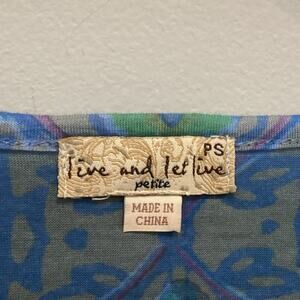 PS
live and let live
petite
MADE IN
CHINA